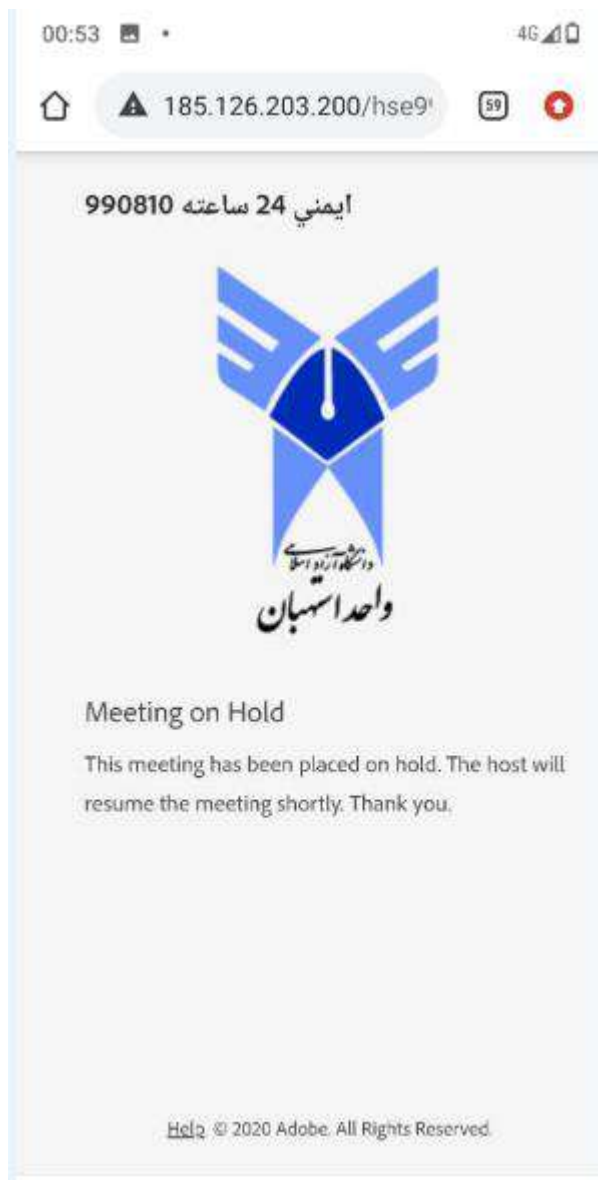 00:53
4G
185.126.203.200/hse9
59
ايمني 24 ساعته 990810
دانشگاه آزاد اسلامی
واحد استهبان
Meeting on Hold
This meeting has been placed on hold. The host will
resume the meeting shortly. Thank you.
Help © 2020 Adobe. All Rights Reserved.